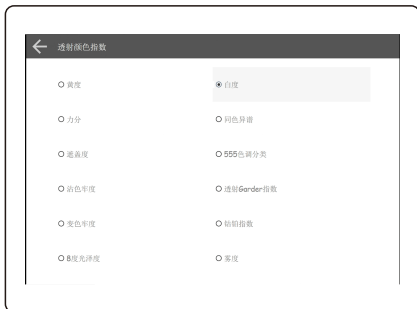 透射颜色指数
黄度
白度
力分
同色异谱
遮盖度
555色调分类
沾色牢度
透射Garder指数
变色牢度
铂钴指数
8度光泽度
雾度